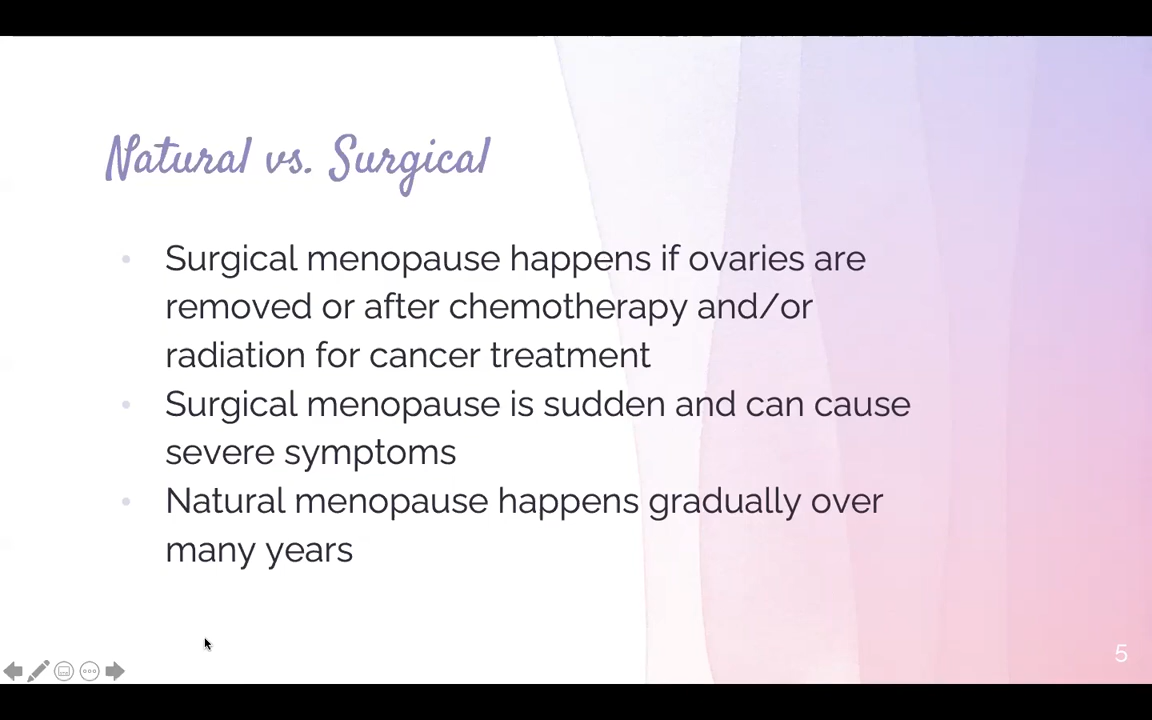 Natural vs. Surgical
• Surgical menopause happens if ovaries are
removed or after chemotherapy and/or
radiation for cancer treatment
• Surgical menopause is sudden and can cause
severe symptoms
• Natural menopause happens gradually over
many years
5